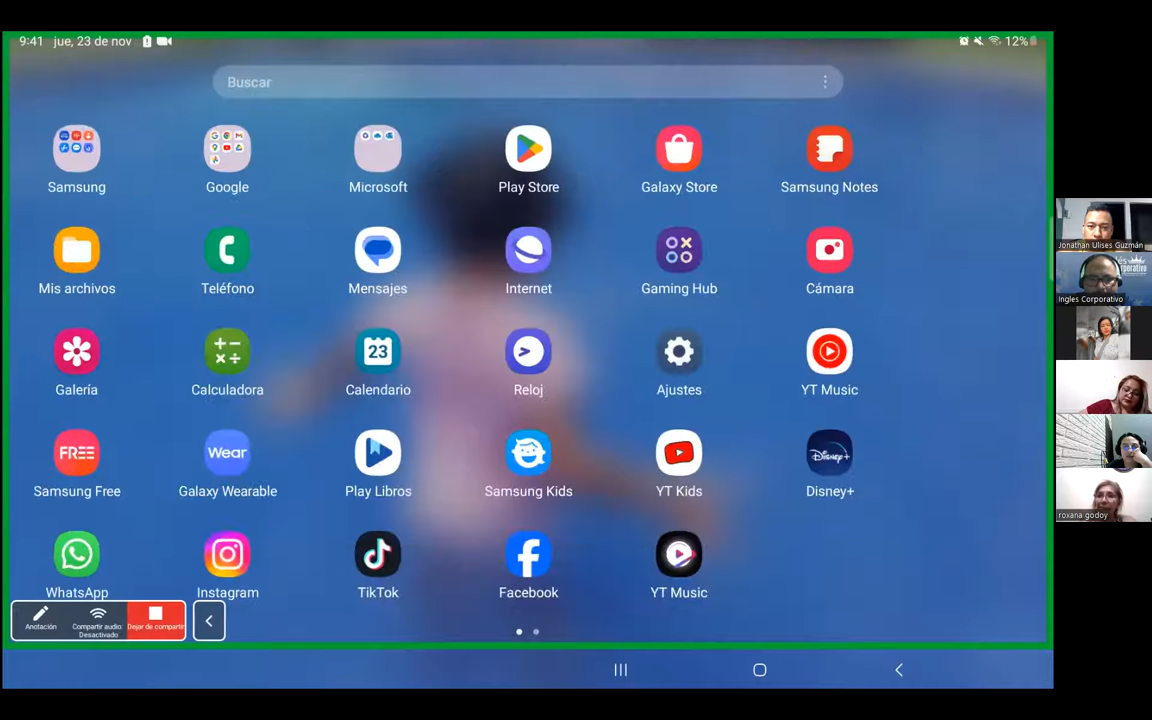 9:41 jue, 23 de nov
12%
Buscar
Samsung
Google
Microsoft
Play Store
Galaxy Store
Samsung Notes
Mis archivos
Teléfono
Mensajes
Internet
Gaming Hub
Cámara
23
Galería
Calculadora
Calendario
Reloj
Ajustes
YT Music
FREE
Wear
Disney+
Samsung Free
Galaxy Wearable
Play Libros
Samsung Kids
YT Kids
Disney+
WhatsApp
Instagram
TikTok
Facebook
YT Music
Anotación
Compartir audio:
Desactivado
Dejar de compartir
Jonathan Ulises Guzmán
Ingles Corporativo
roxana godoy